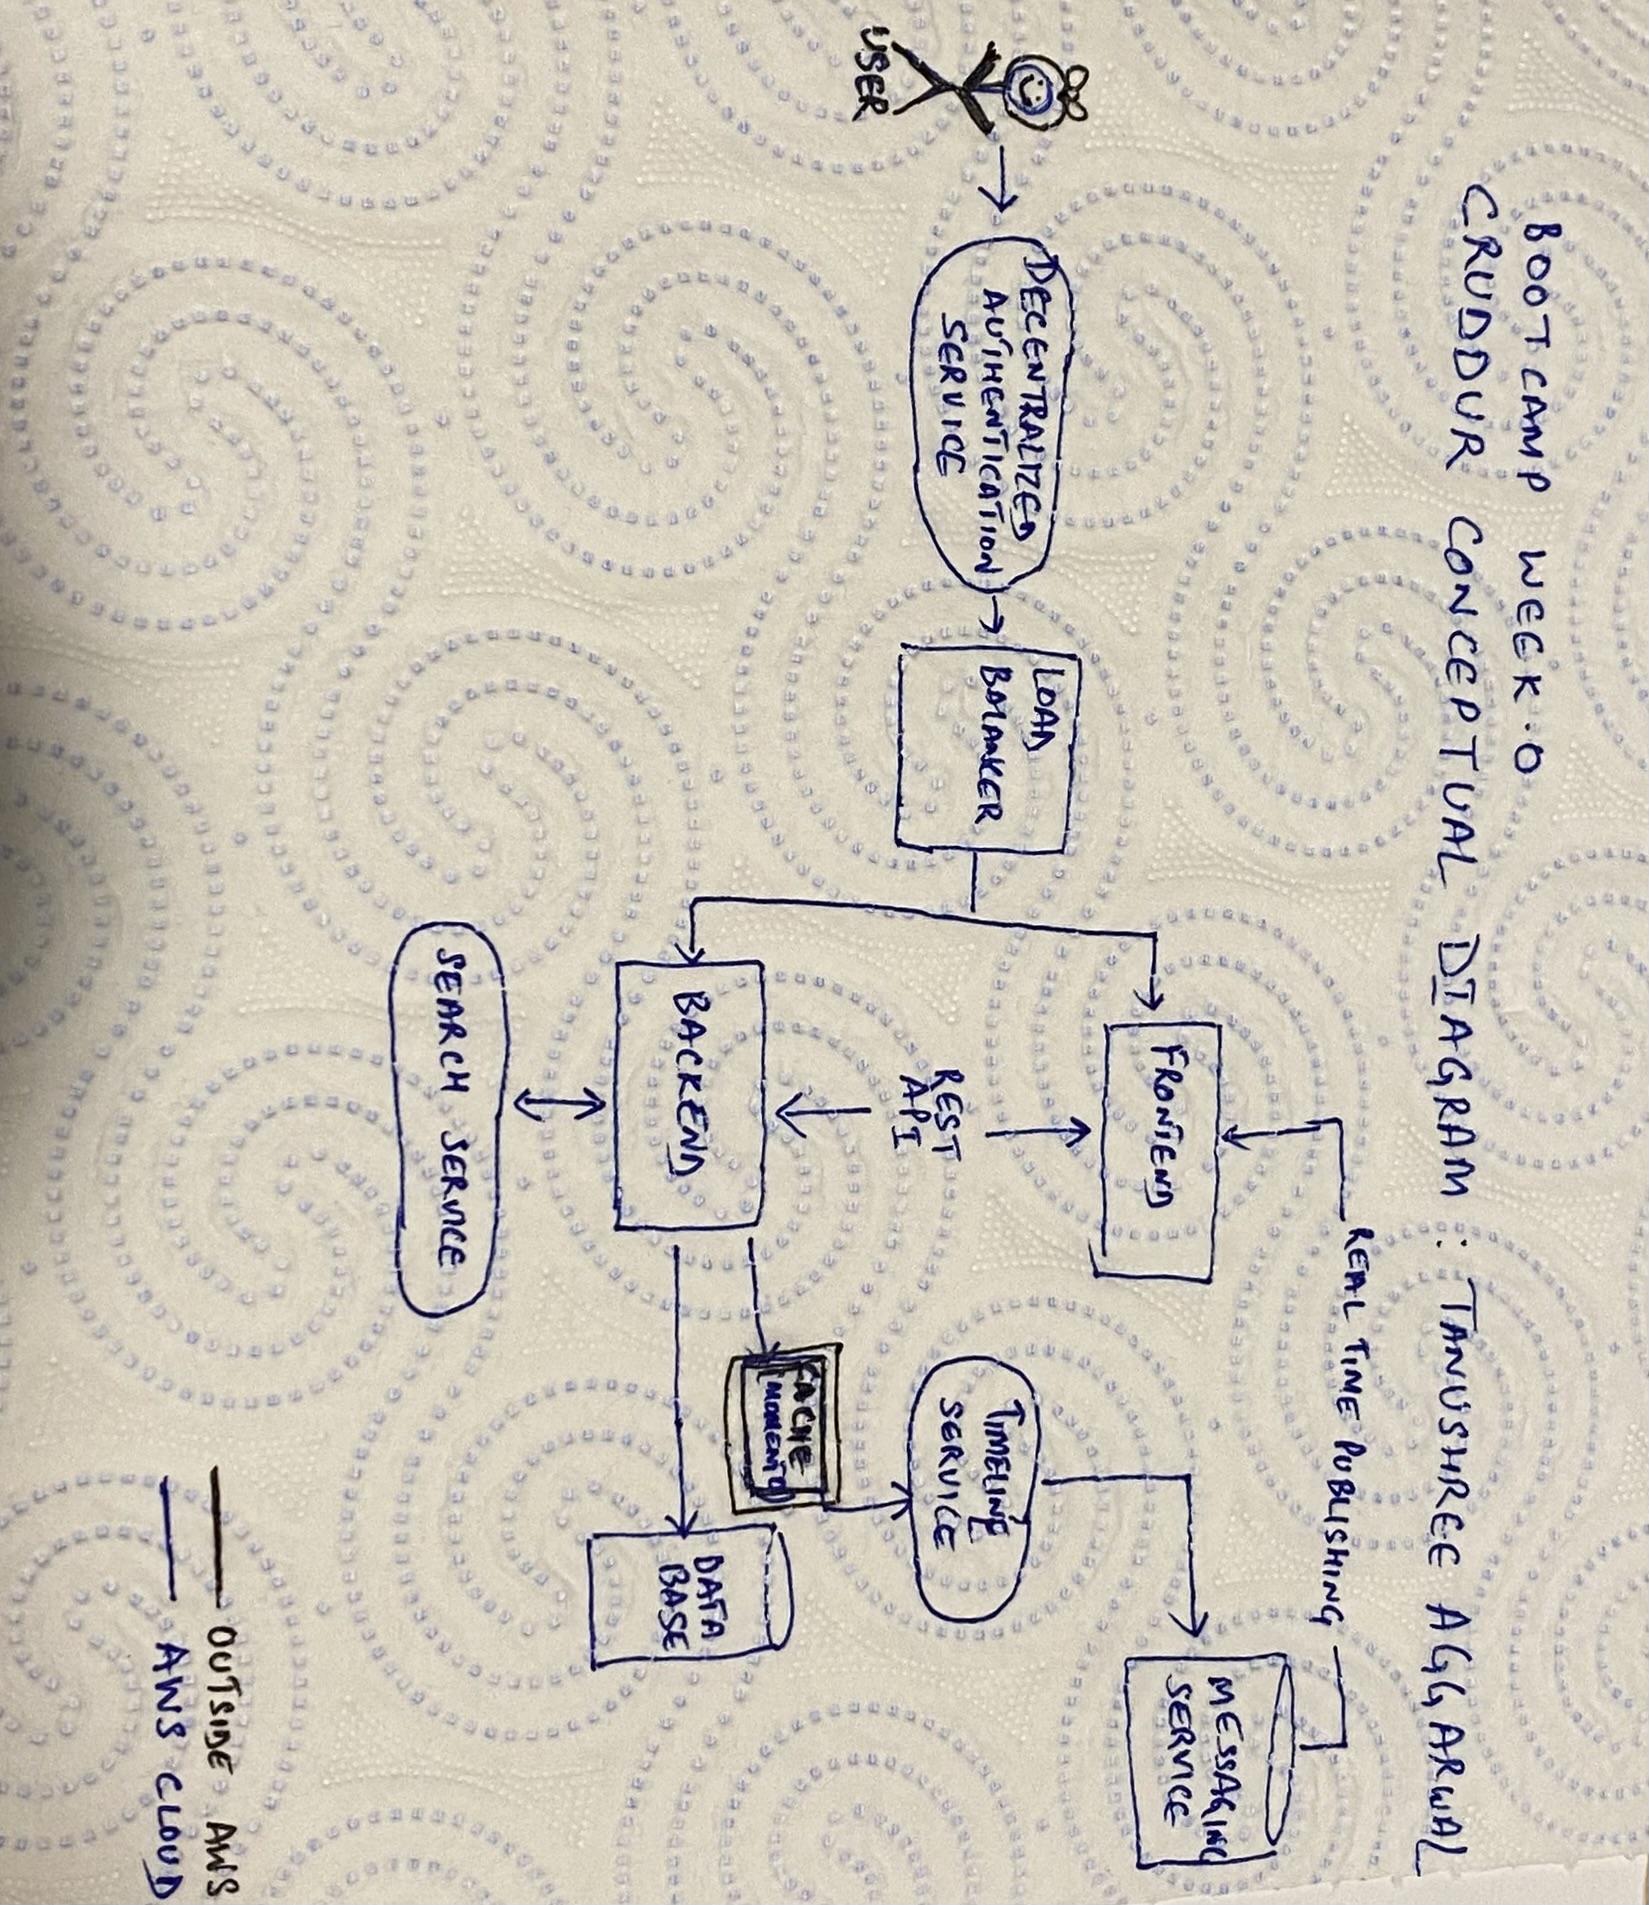 BOOTCAMP WEEK.0
CRUDDUR CONCEPTUAL DIAGRAM : TANUSHREE AGGARWAL
REAL TIME PUBLISHING
MESSAGING
SERVICE
FRONTEND
DECENTRALIZED
AUTHENTICATION
SERVICE
LOAD
BALANCER
TIMELINE
SERVICE
REST
API
USER
CACHE
(MOMENTO)
BACKEND
DATA
BASE
SEARCH SERVICE
OUTSIDE AWS
AWS CLOUD